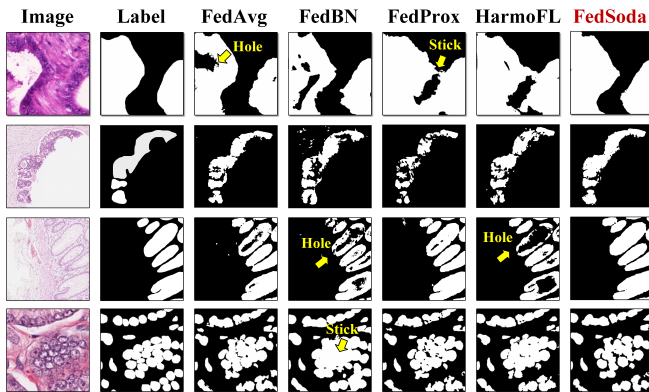 Image Label FedAvg FedBN FedProx HarmoFL FedSoda
Hole
Stick
Hole
Hole
Stick